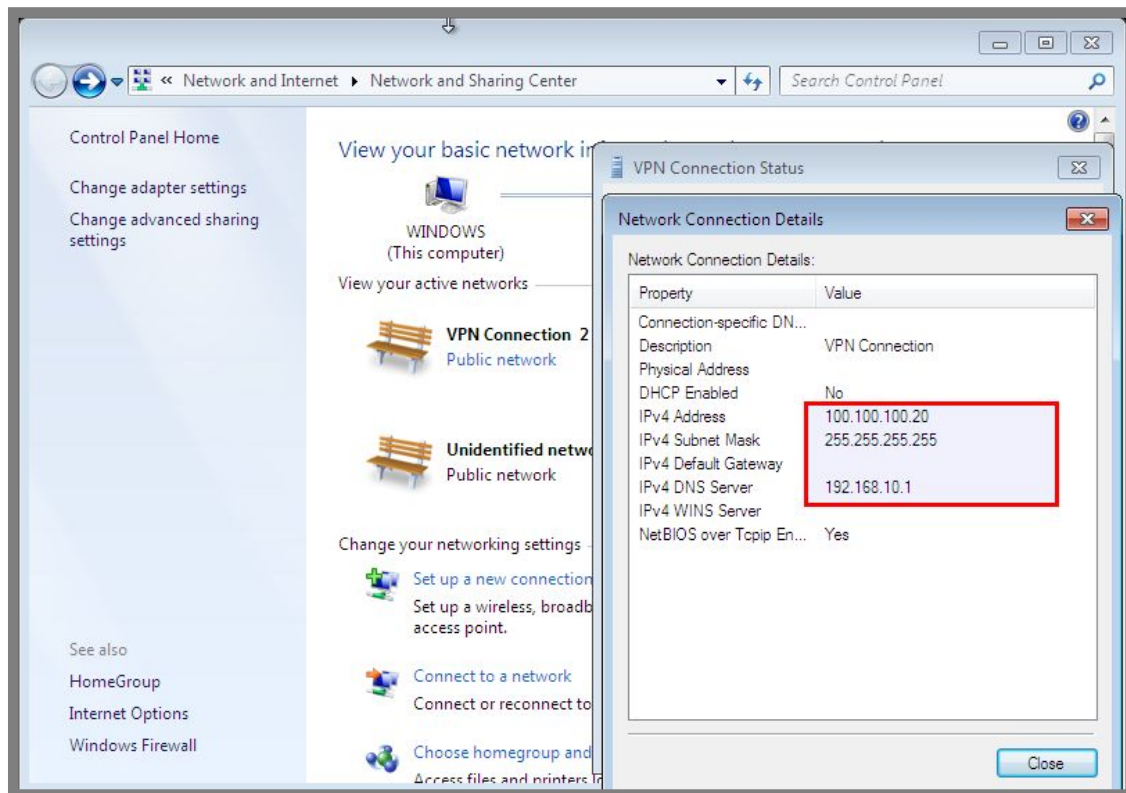 « Network and Internet ▸ Network and Sharing Center
Search Control Panel
Control Panel Home
Change adapter settings
Change advanced sharing
settings
See also
HomeGroup
Internet Options
Windows Firewall
View your basic network
WINDOWS
(This computer)
View your active networks
VPN Connection 2
Public network
Unidentified
Public network
Change your networking settings
Set up a new connection
Set up a wireless,
access point.
Connect to a network
Connect or reconnect to
Choose homegroup and
Access files and printers
VPN Connection Status
Network Connection Details
Network Connection Details:
Property Value
Connection-specific DN...
Description VPN Connection
Physical Address
DHCP Enabled No
IPv4 Address 100.100.100.20
IPv4 Subnet Mask 255.255.255.255
IPv4 Default Gateway
IPv4 DNS Server 192.168.10.1
IPv4 WINS Server
NetBIOS over Tcpip En... Yes
Close